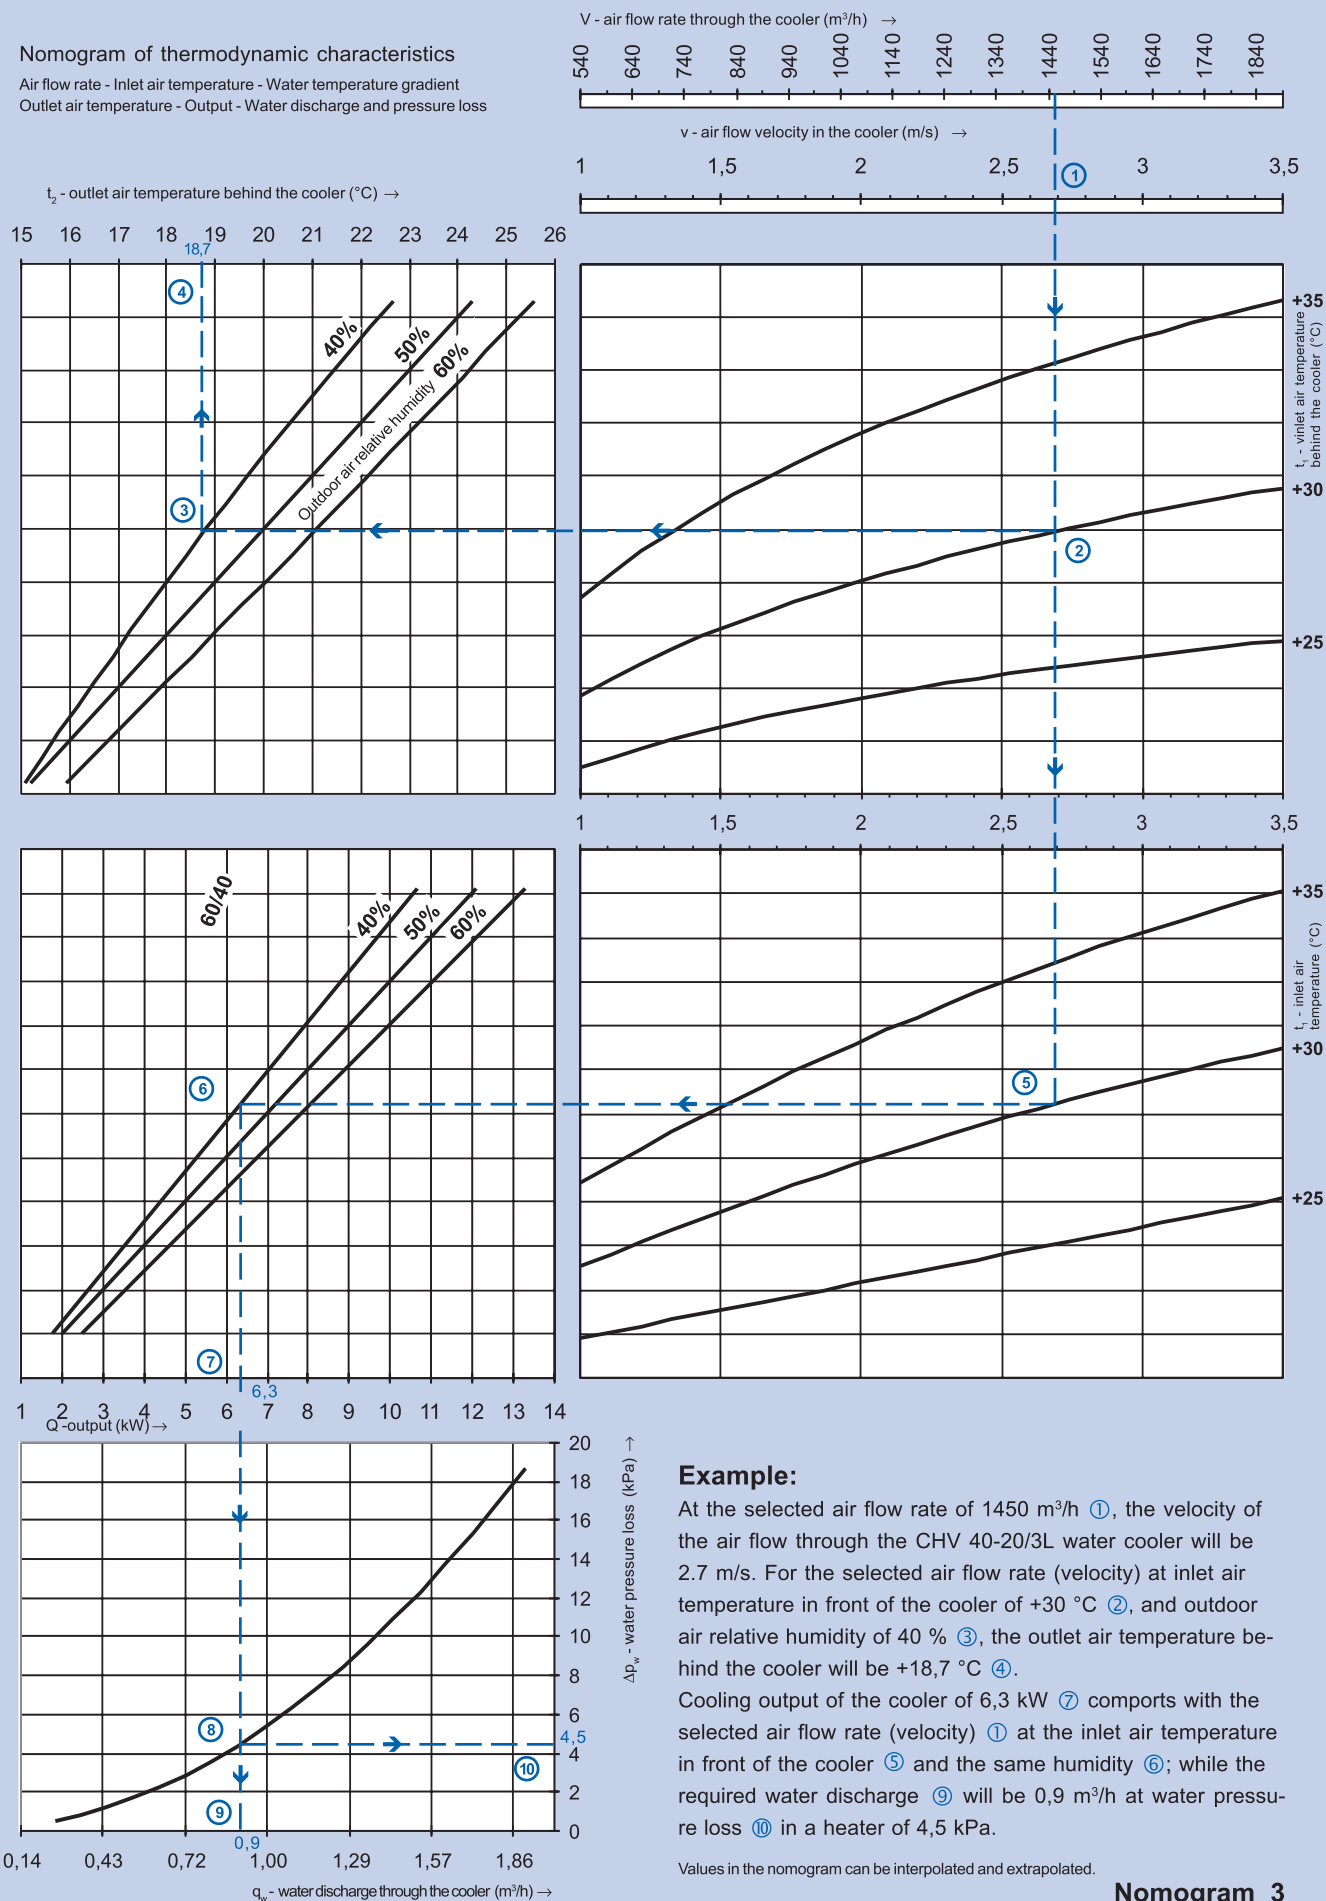 V - air flow rate through the cooler (m³/h) →
540 640 740 840 940 1040 1140 1240 1340 1440 1540 1640 1740 1840
Nomogram of thermodynamic characteristics
Air flow rate - Inlet air temperature - Water temperature gradient
Outlet air temperature - Output - Water discharge and pressure loss
v - air flow velocity in the cooler (m/s) →
1 1,5 2 2,5 3 3,5
①
t₂ - outlet air temperature behind the cooler (°C) →
15 16 17 18 19 20 21 22 23 24 25 26
18,7
④
40%
50%
60%
Outdoor air relative humidity
③
②
+35
t₁ - vinlet air temperature
behind the cooler (°C)
+30
+25
1 1,5 2 2,5 3 3,5
60/40
40%
50%
60%
⑥
⑤
⑦
+35
t₁ - inlet air
temperature (°C)
+30
+25
6,3
1 2 3 4 5 6 7 8 9 10 11 12 13 14
Q -output (kW) →
20
18
16
14
12
10
8
6
4,5
4
2
0
Δp_w - water pressure loss (kPa) →
⑧
⑩
⑨
0,9
0,14 0,43 0,72 1,00 1,29 1,57 1,86
q_w - water discharge through the cooler (m³/h) →
Example:
At the selected air flow rate of 1450 m³/h ①, the velocity of
the air flow through the CHV 40-20/3L water cooler will be
2.7 m/s. For the selected air flow rate (velocity) at inlet air
temperature in front of the cooler of +30 °C ②, and outdoor
air relative humidity of 40 % ③, the outlet air temperature be-
hind the cooler will be +18,7 °C ④.
Cooling output of the cooler of 6,3 kW ⑦ comports with the
selected air flow rate (velocity) ① at the inlet air temperature
in front of the cooler ⑤ and the same humidity ⑥; while the
required water discharge ⑨ will be 0,9 m³/h at water pressu-
re loss ⑩ in a heater of 4,5 kPa.
Values in the nomogram can be interpolated and extrapolated.
Nomogram 3